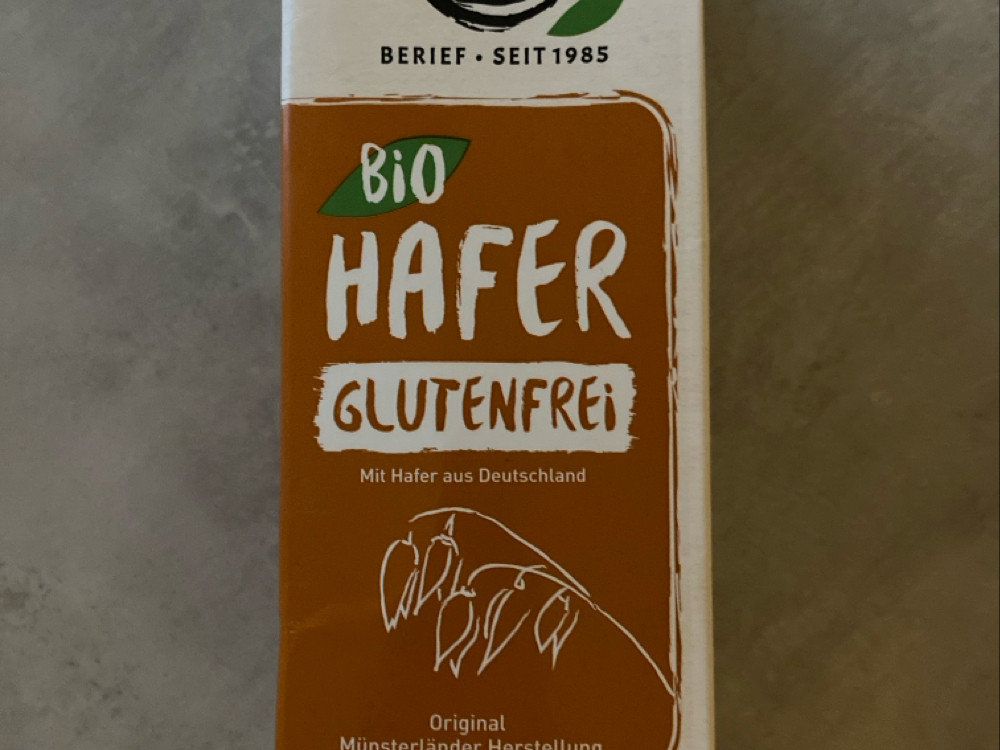 BERIEF • SEIT 1985
BiO
HAFER
GLUTENFREi
Mit Hafer aus Deutschland
Original
Münsterländer Herstellung